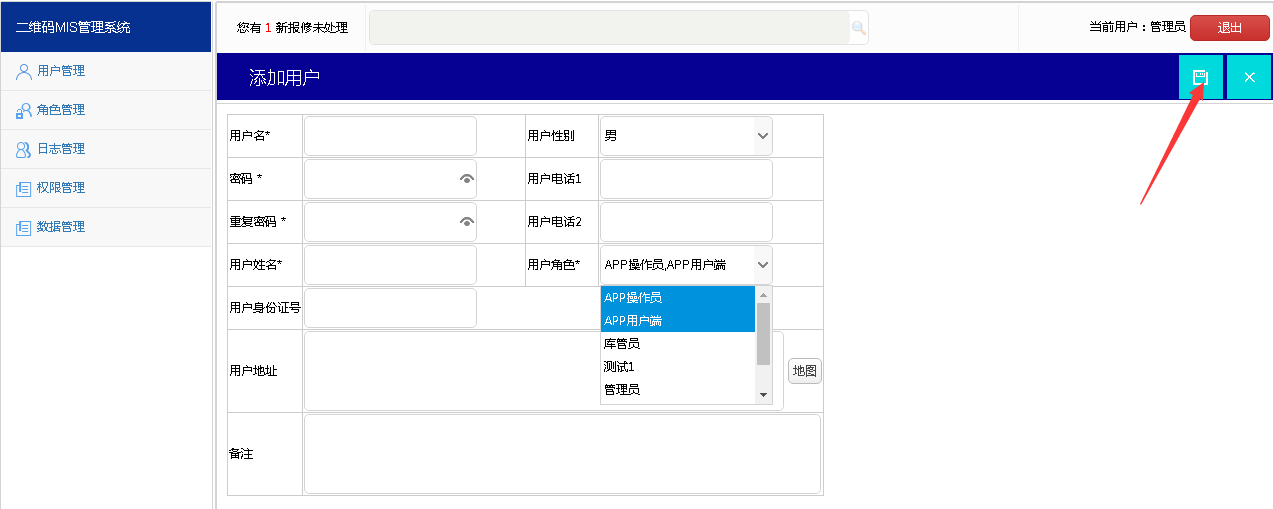 二维码MIS管理系统
您有 1 新报修未处理
当前用户：管理员
退出
用户管理
角色管理
日志管理
权限管理
数据管理
添加用户
用户名*
用户性别
男
密码 *
用户电话1
重复密码 *
用户电话2
用户姓名*
用户角色*
APP操作员,APP用户端
用户身份证号
APP操作员
APP用户端
库管员
测试1
管理员
用户地址
地图
备注